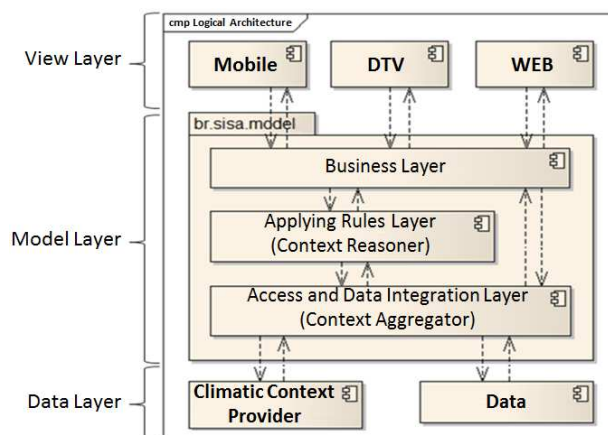 cmp Logical Architecture
View Layer
Mobile
DTV
WEB
br.sisa.model
Business Layer
Model Layer
Applying Rules Layer
(Context Reasoner)
Access and Data Integration Layer
(Context Aggregator)
Data Layer
Climatic Context
Provider
Data